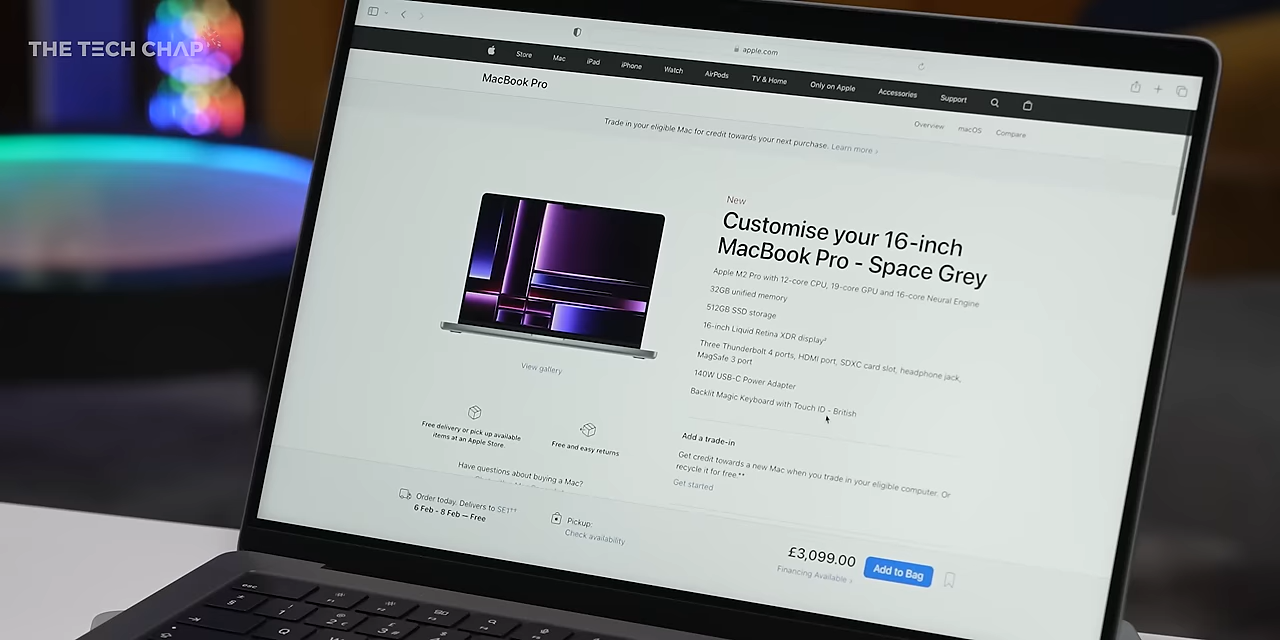 THE TECH CHAP
apple.com
Store Mac iPad iPhone Watch AirPods TV & Home Only on Apple Accessories Support
MacBook Pro
Overview macOS Compare
Trade in your eligible Mac for credit towards your next purchase. Learn more >
New
Customise your 16-inch
MacBook Pro - Space Grey
Apple M2 Pro with 12-core CPU, 19-core GPU and 16-core Neural Engine
32GB unified memory
512GB SSD storage
16-inch Liquid Retina XDR display²
Three Thunderbolt 4 ports, HDMI port, SDXC card slot, headphone jack,
MagSafe 3 port
140W USB-C Power Adapter
Backlit Magic Keyboard with Touch ID - British
View gallery
Free delivery or pick up available
items at an Apple Store.
Free and easy returns
Have questions about buying a Mac?
Add a trade-in
Get credit towards a new Mac when you trade in your eligible computer. Or
recycle it for free.**
Get started
Order today. Delivers to SE1††
6 Feb - 8 Feb — Free
Pickup:
Check availability
£3,099.00
Financing Available >
Add to Bag
esc
1
2
3
Q